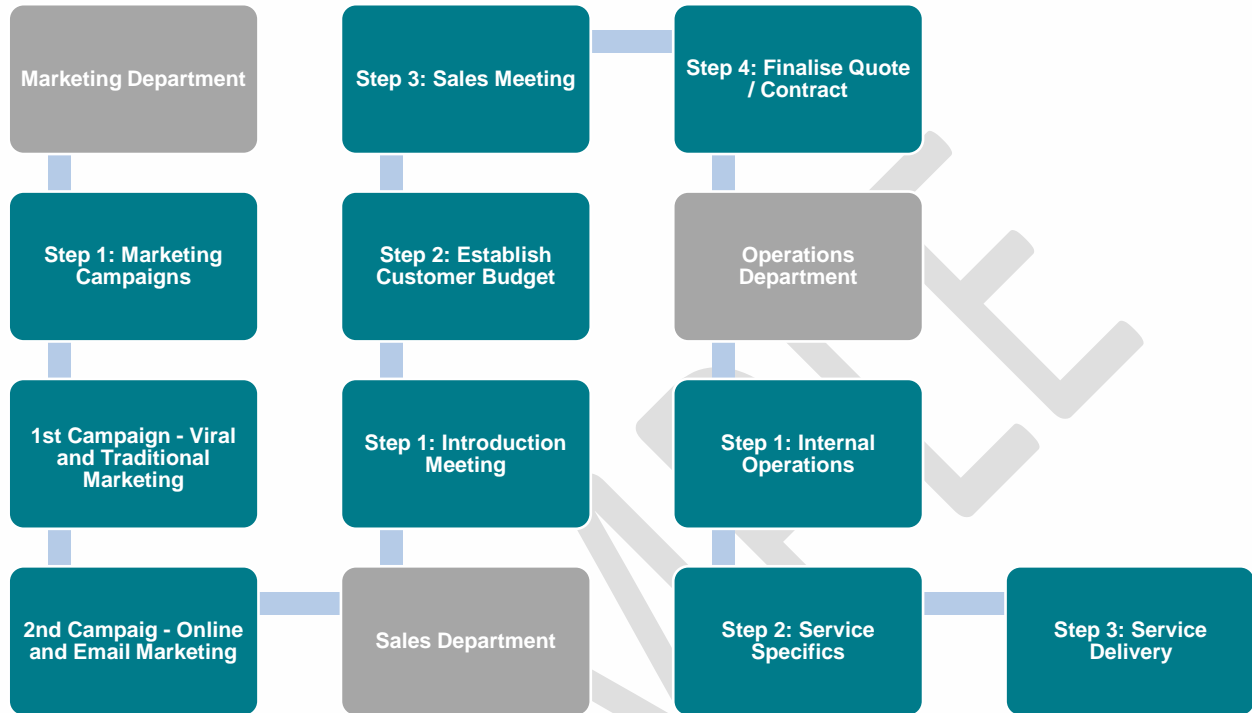 Marketing Department
Step 1: Marketing
Campaigns
1st Campaign - Viral
and Traditional
Marketing
2nd Campaig - Online
and Email Marketing
Sales Department
Step 1: Introduction
Meeting
Step 2: Establish
Customer Budget
Step 3: Sales Meeting
Step 4: Finalise Quote
/ Contract
Operations
Department
Step 1: Internal
Operations
Step 2: Service
Specifics
Step 3: Service
Delivery